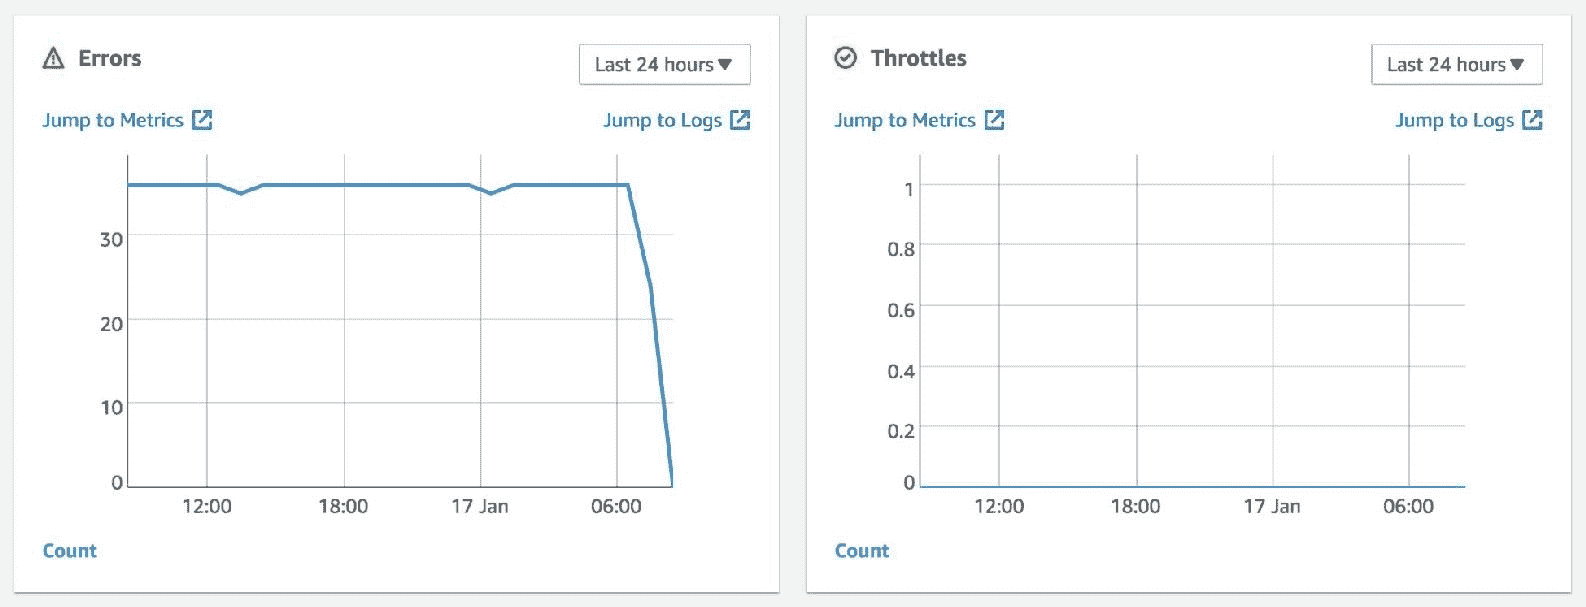 Errors
Last 24 hours
Jump to Metrics
Jump to Logs
30
20
10
0
12:00
18:00
17 Jan
06:00
Count
Throttles
Last 24 hours
Jump to Metrics
Jump to Logs
1
0.8
0.6
0.4
0.2
0
12:00
18:00
17 Jan
06:00
Count